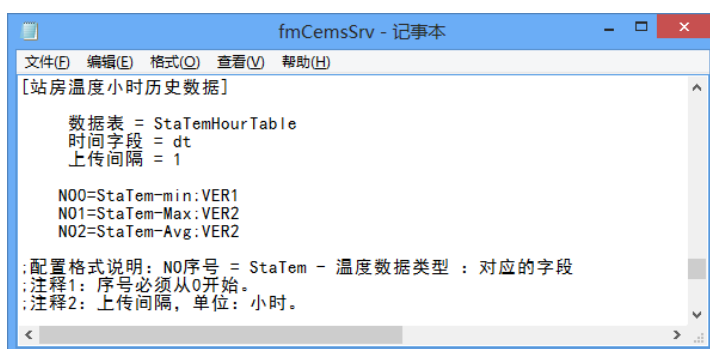 fmCemsSrv - 记事本
文件(F) 编辑(E) 格式(O) 查看(V) 帮助(H)
[站房温度小时历史数据]
数据表 = StaTemHourTable
时间字段 = dt
上传间隔 = 1
NO0=StaTem-min:VER1
NO1=StaTem-Max:VER2
NO2=StaTem-Avg:VER2
;配置格式说明: NO序号 = StaTem - 温度数据类型 : 对应的字段
;注释1: 序号必须从0开始。
;注释2: 上传间隔, 单位: 小时。